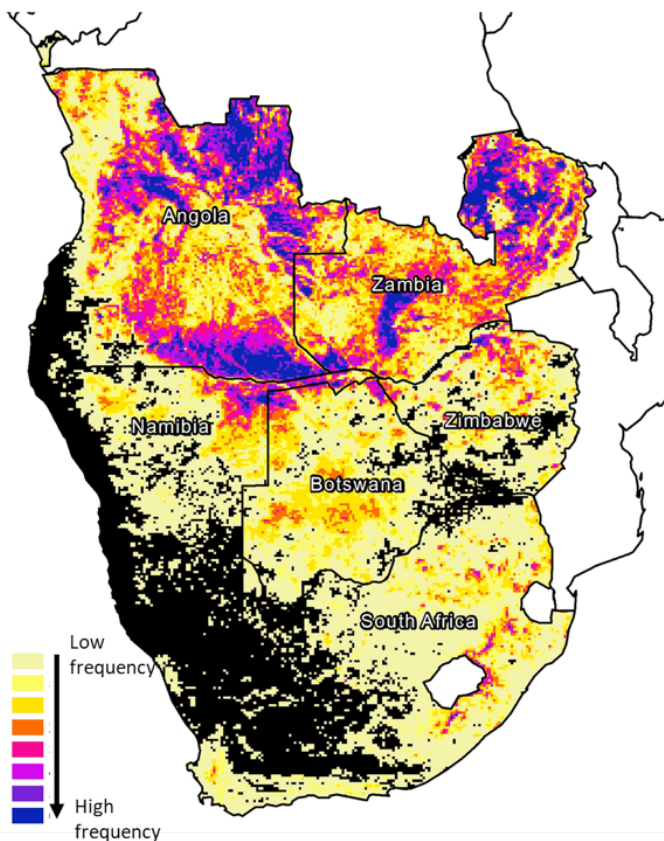 Angola
Zambia
Namibia
Zimbabwe
Botswana
South Africa
Low
frequency
High
frequency